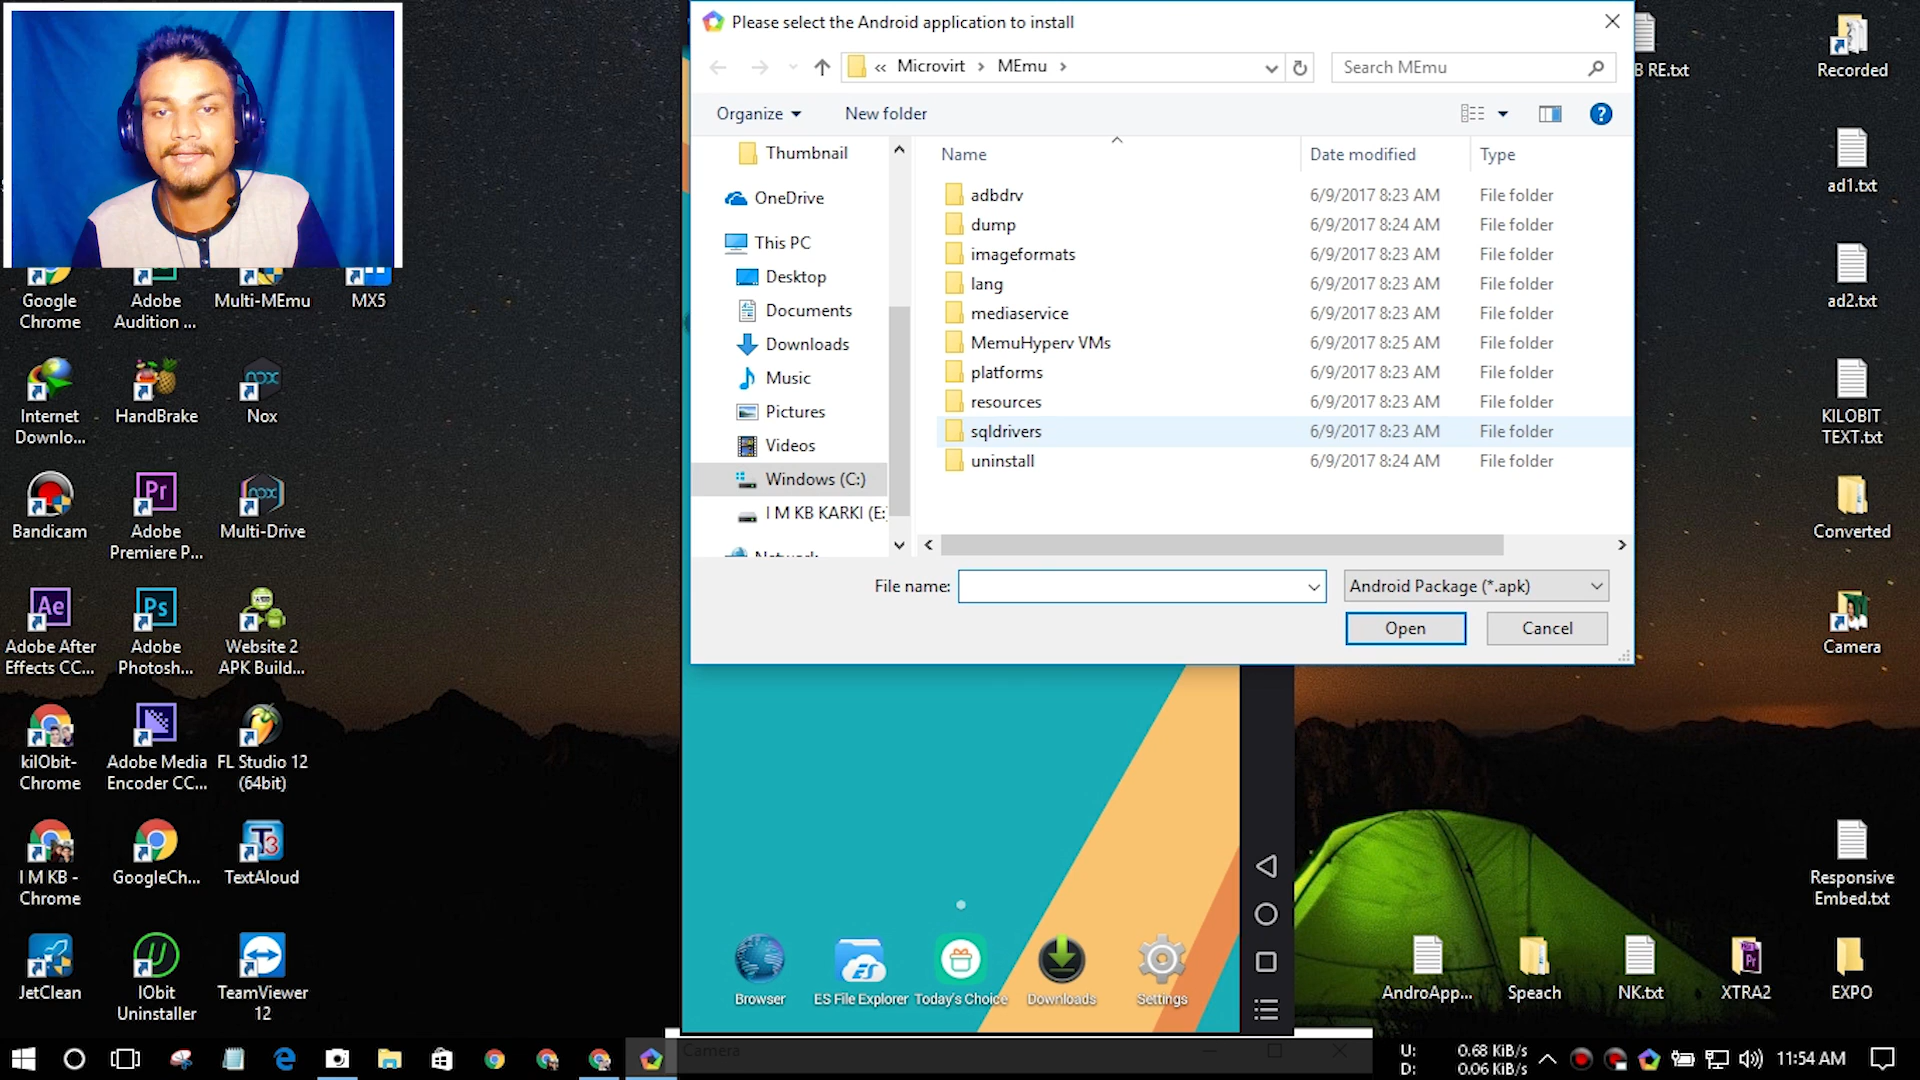 Please select the Android application to install
« Microvirt › MEmu ›
Search MEmu
Organize
New folder
Name
Date modified
Type
Thumbnail
OneDrive
This PC
Desktop
Documents
Downloads
Music
Pictures
Videos
Windows (C:)
I M KB KARKI (E:
adbdrv 6/9/2017 8:23 AM File folder
dump 6/9/2017 8:24 AM File folder
imageformats 6/9/2017 8:23 AM File folder
lang 6/9/2017 8:23 AM File folder
mediaservice 6/9/2017 8:23 AM File folder
MemuHyperv VMs 6/9/2017 8:25 AM File folder
platforms 6/9/2017 8:23 AM File folder
resources 6/9/2017 8:23 AM File folder
sqldrivers 6/9/2017 8:23 AM File folder
uninstall 6/9/2017 8:24 AM File folder
File name:
Android Package (*.apk)
Open
Cancel
Google
Chrome
Adobe
Audition ...
Multi-MEmu
MX5
Internet
Downlo...
HandBrake
Nox
nox
Bandicam
Pr
Adobe
Premiere P...
nox
Multi-Drive
Ae
Adobe After
Effects CC...
Ps
Adobe
Photosh...
Website 2
APK Build...
kilObit-
Chrome
Adobe Media
Encoder CC...
FL Studio 12
(64bit)
I M KB -
Chrome
GoogleCh...
T3
TextAloud
JetClean
IObit
Uninstaller
TeamViewer
12
Browser
ES
ES File Explorer
Today's Choice
Downloads
Settings
B RE.txt
Recorded
ad1.txt
ad2.txt
KILOBIT
TEXT.txt
Converted
Camera
Responsive
Embed.txt
AndroApp...
Speach
NK.txt
Pr
XTRA2
EXPO
Camera
U: 0.68 KiB/s
D: 0.06 KiB/s
11:54 AM